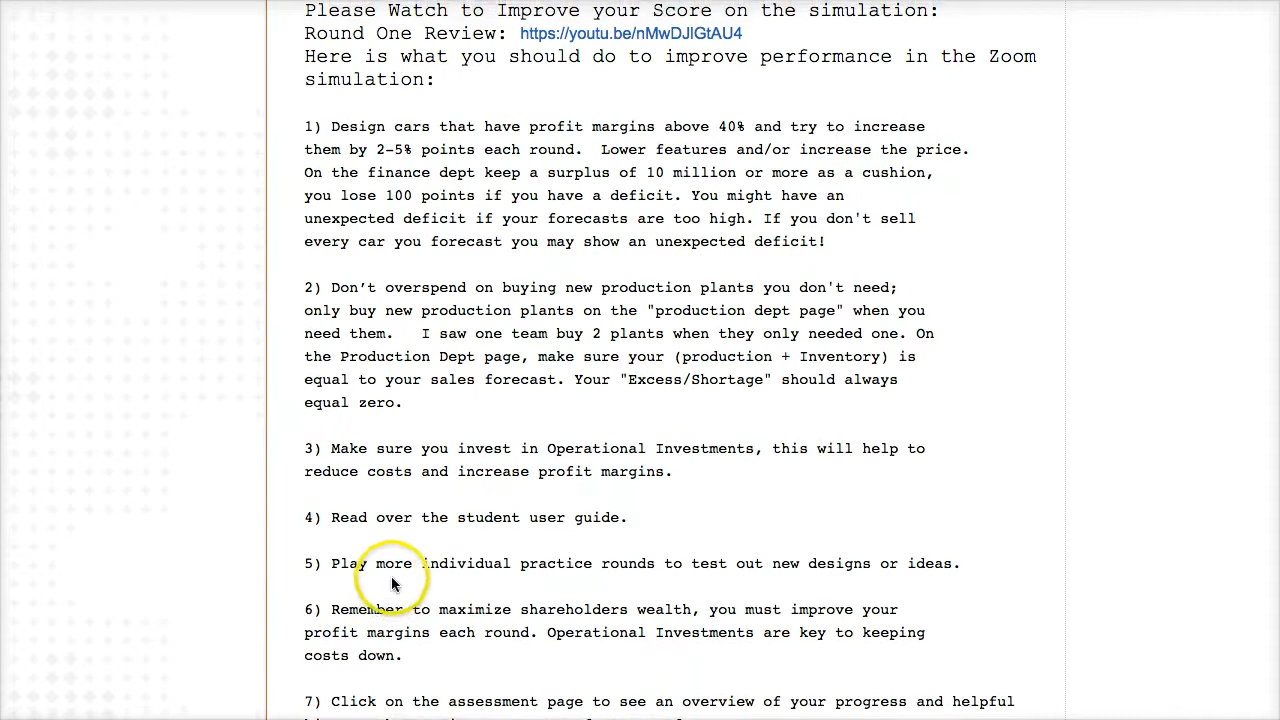 Please Watch to Improve your Score on the simulation:
Round One Review: https://youtu.be/nMwDJlGtAU4
Here is what you should do to improve performance in the Zoom
simulation:
1) Design cars that have profit margins above 40% and try to increase
them by 2-5% points each round.  Lower features and/or increase the price.
On the finance dept keep a surplus of 10 million or more as a cushion,
you lose 100 points if you have a deficit. You might have an
unexpected deficit if your forecasts are too high. If you don't sell
every car you forecast you may show an unexpected deficit!
2) Don’t overspend on buying new production plants you don't need;
only buy new production plants on the "production dept page" when you
need them.   I saw one team buy 2 plants when they only needed one. On
the Production Dept page, make sure your (production + Inventory) is
equal to your sales forecast. Your "Excess/Shortage" should always
equal zero.
3) Make sure you invest in Operational Investments, this will help to
reduce costs and increase profit margins.
4) Read over the student user guide.
5) Play more individual practice rounds to test out new designs or ideas.
6) Remember to maximize shareholders wealth, you must improve your
profit margins each round. Operational Investments are key to keeping
costs down.
7) Click on the assessment page to see an overview of your progress and helpful